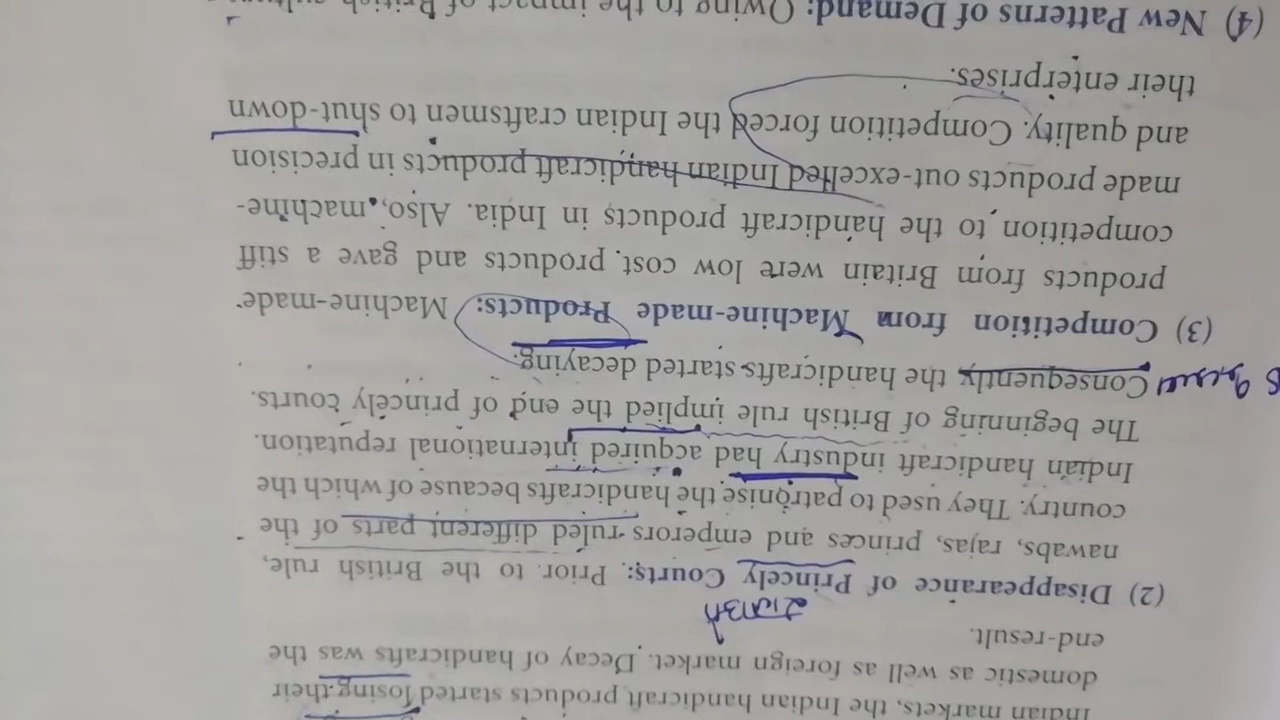 Indian markets, the Indian handicraft products started losing their
domestic as well as foreign market. Decay of handicrafts was the
end-result.
(2) Disappearance of Princely Courts: Prior to the British rule,
nawabs, rajas, princes and emperors ruled different parts of the
country. They used to patronise the handicrafts because of which the
Indian handicraft industry had acquired international reputation.
The beginning of British rule implied the end of princely courts.
Consequently the handicrafts started decaying.
(3) Competition from Machine-made Products: Machine-made
products from Britain were low cost products and gave a stiff
competition to the handicraft products in India. Also, machine-
made products out-excelled Indian handicraft products in precision
and quality. Competition forced the Indian craftsmen to shut-down
their enterprises.
(4) New Patterns of Demand: Owing to the impact of British